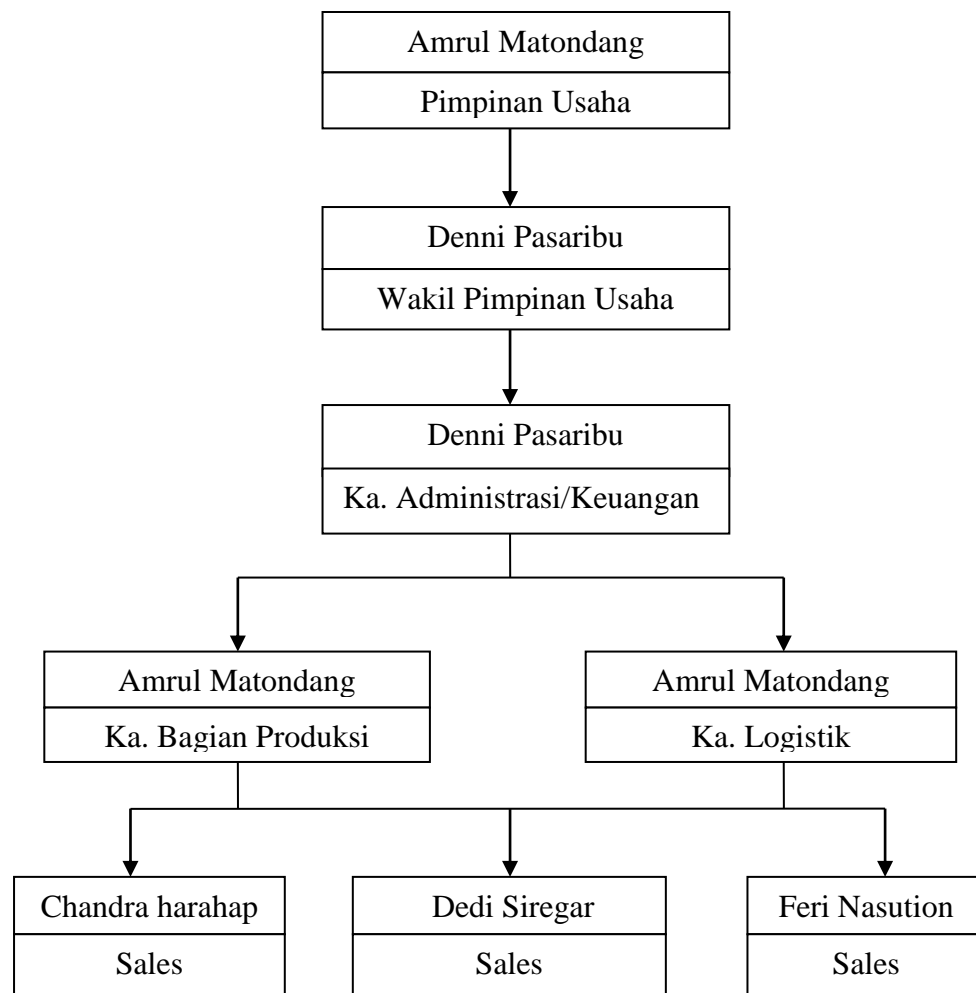 Amrul Matondang
Pimpinan Usaha
Denni Pasaribu
Wakil Pimpinan Usaha
Denni Pasaribu
Ka. Administrasi/Keuangan
Amrul Matondang
Ka. Bagian Produksi
Amrul Matondang
Ka. Logistik
Chandra harahap
Sales
Dedi Siregar
Sales
Feri Nasution
Sales